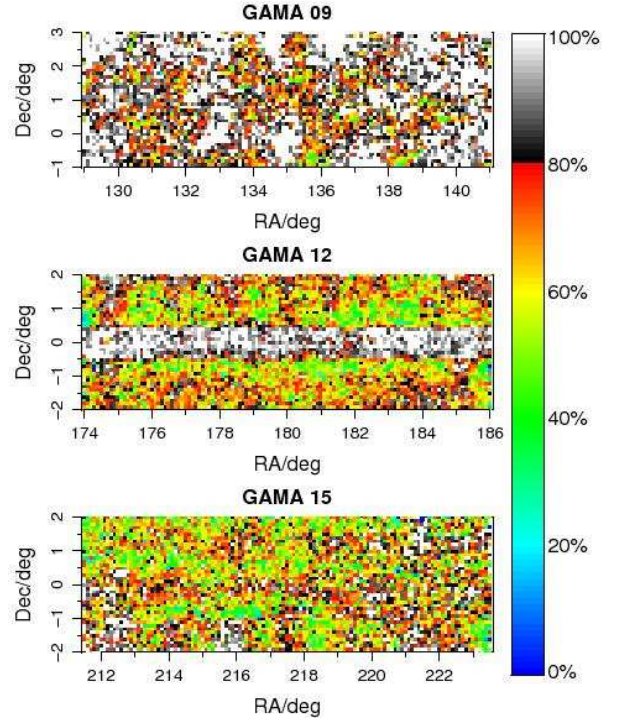 GAMA 09
Dec/deg
3
2
1
0
−1
130 132 134 136 138 140
RA/deg
GAMA 12
Dec/deg
2
1
0
−1
−2
174 176 178 180 182 184 186
RA/deg
GAMA 15
Dec/deg
2
1
0
−1
−2
212 214 216 218 220 222
RA/deg
100%
80%
60%
40%
20%
0%